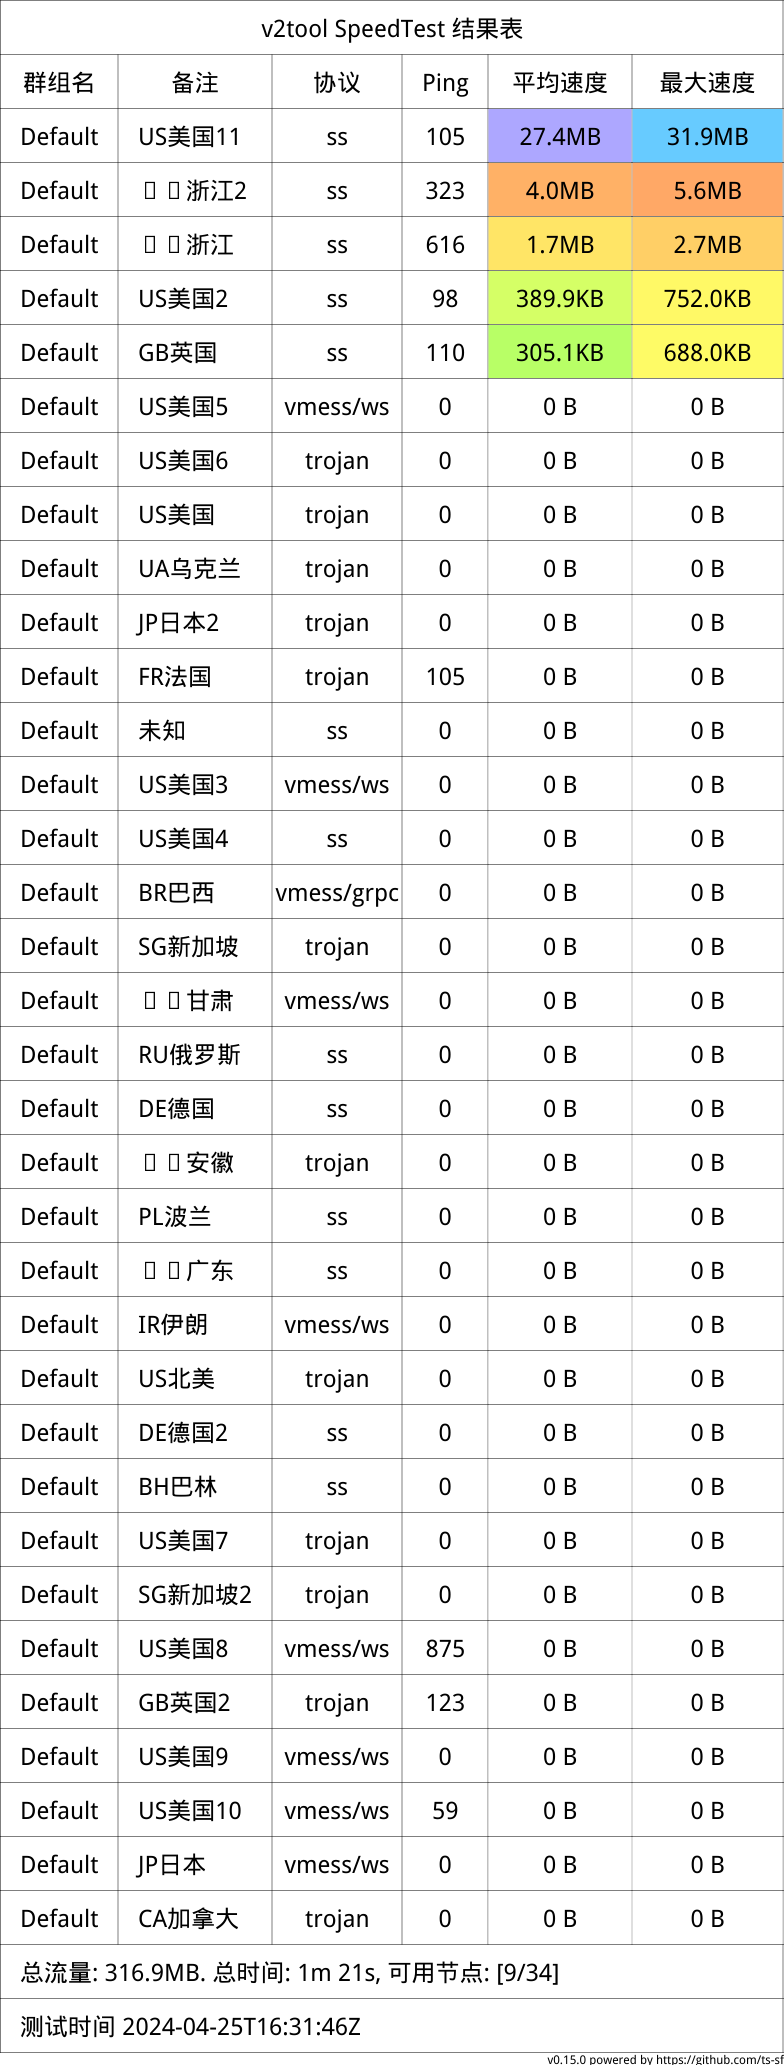 v2tool SpeedTest 结果表
群组名 备注 协议 Ping 平均速度 最大速度
Default US美国11 ss 105 27.4MB 31.9MB
Default 浙江2 ss 323 4.0MB 5.6MB
Default 浙江 ss 616 1.7MB 2.7MB
Default US美国2 ss 98 389.9KB 752.0KB
Default GB英国 ss 110 305.1KB 688.0KB
Default US美国5 vmess/ws 0 0 B 0 B
Default US美国6 trojan 0 0 B 0 B
Default US美国 trojan 0 0 B 0 B
Default UA乌克兰 trojan 0 0 B 0 B
Default JP日本2 trojan 0 0 B 0 B
Default FR法国 trojan 105 0 B 0 B
Default 未知 ss 0 0 B 0 B
Default US美国3 vmess/ws 0 0 B 0 B
Default US美国4 ss 0 0 B 0 B
Default BR巴西 vmess/grpc 0 0 B 0 B
Default SG新加坡 trojan 0 0 B 0 B
Default 甘肃 vmess/ws 0 0 B 0 B
Default RU俄罗斯 ss 0 0 B 0 B
Default DE德国 ss 0 0 B 0 B
Default 安徽 trojan 0 0 B 0 B
Default PL波兰 ss 0 0 B 0 B
Default 广东 ss 0 0 B 0 B
Default IR伊朗 vmess/ws 0 0 B 0 B
Default US北美 trojan 0 0 B 0 B
Default DE德国2 ss 0 0 B 0 B
Default BH巴林 ss 0 0 B 0 B
Default US美国7 trojan 0 0 B 0 B
Default SG新加坡2 trojan 0 0 B 0 B
Default US美国8 vmess/ws 875 0 B 0 B
Default GB英国2 trojan 123 0 B 0 B
Default US美国9 vmess/ws 0 0 B 0 B
Default US美国10 vmess/ws 59 0 B 0 B
Default JP日本 vmess/ws 0 0 B 0 B
Default CA加拿大 trojan 0 0 B 0 B
总流量: 316.9MB. 总时间: 1m 21s, 可用节点: [9/34]
测试时间 2024-04-25T16:31:46Z
v0.15.0 powered by https://github.com/ts-sf